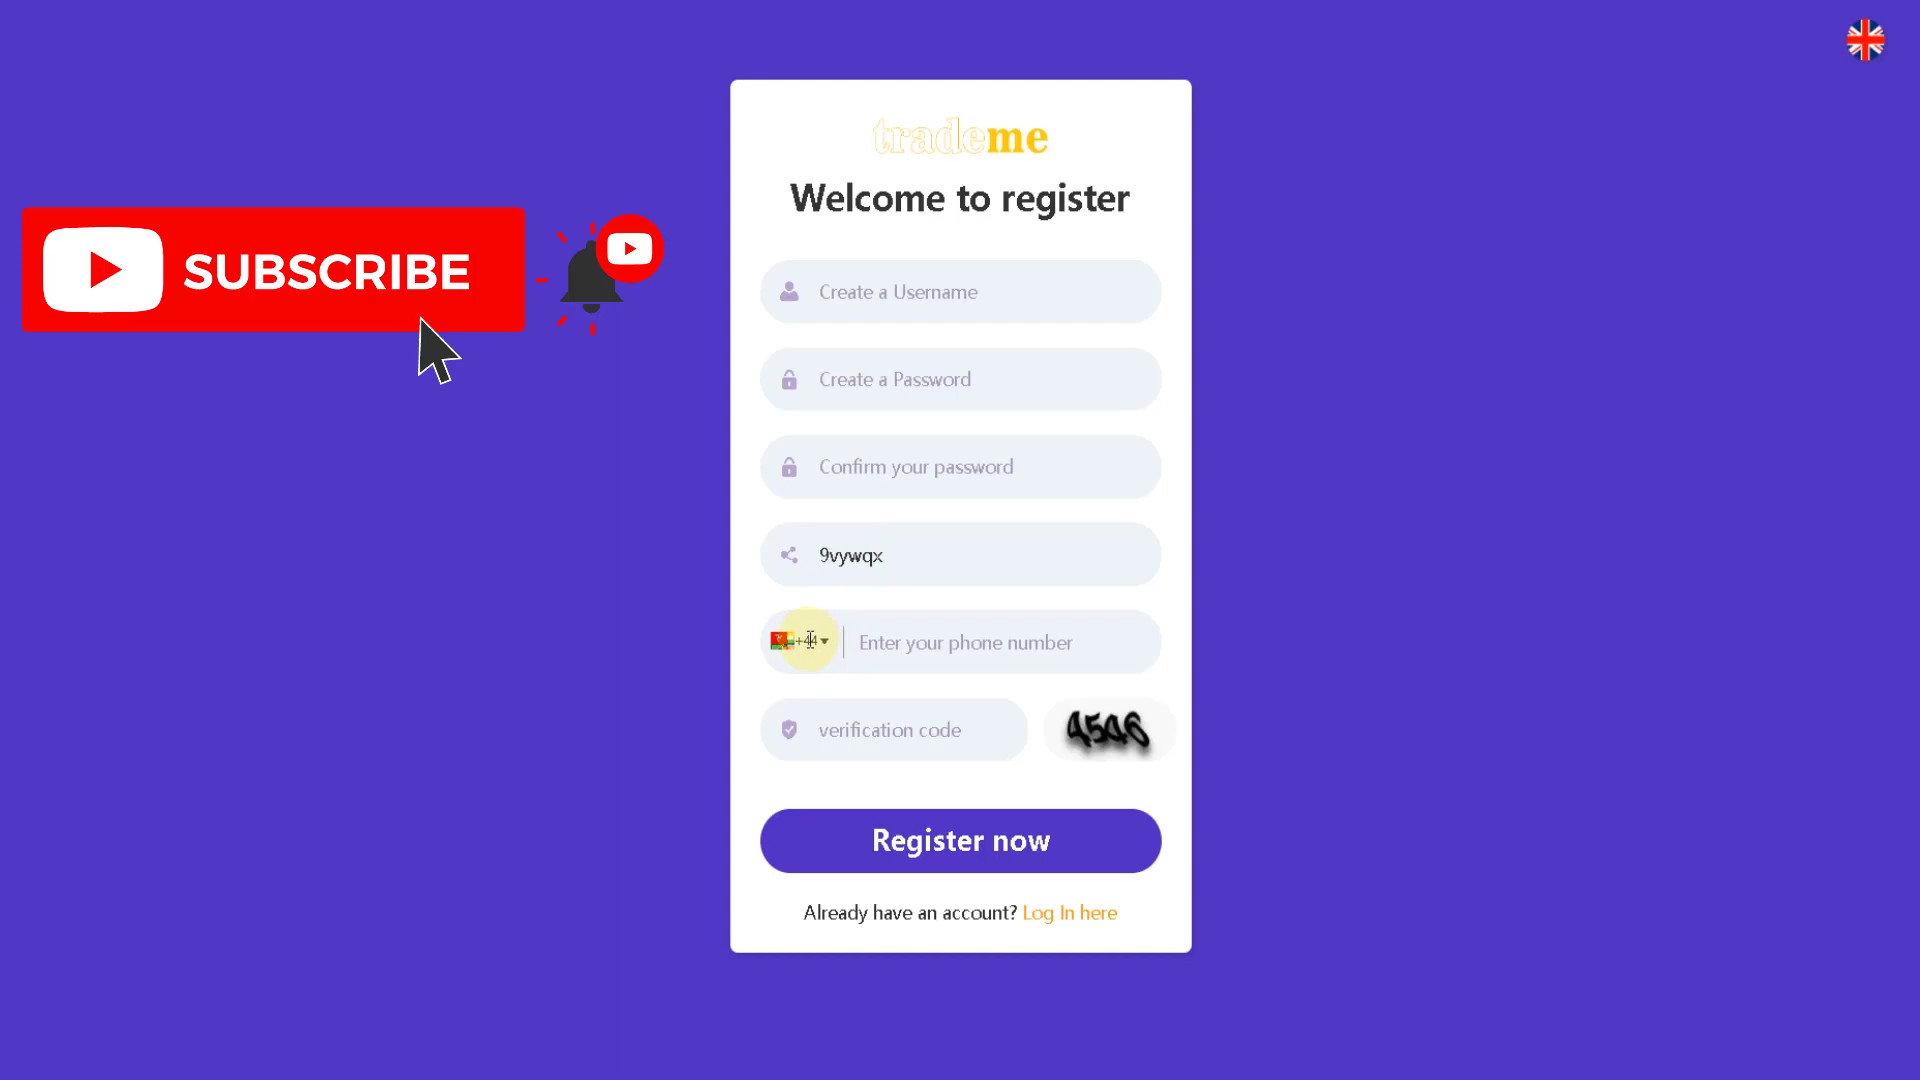 trademe
Welcome to register
SUBSCRIBE
Create a Username
Create a Password
Confirm your password
9vywqx
+44
Enter your phone number
verification code
4546
Register now
Already have an account? Log In here